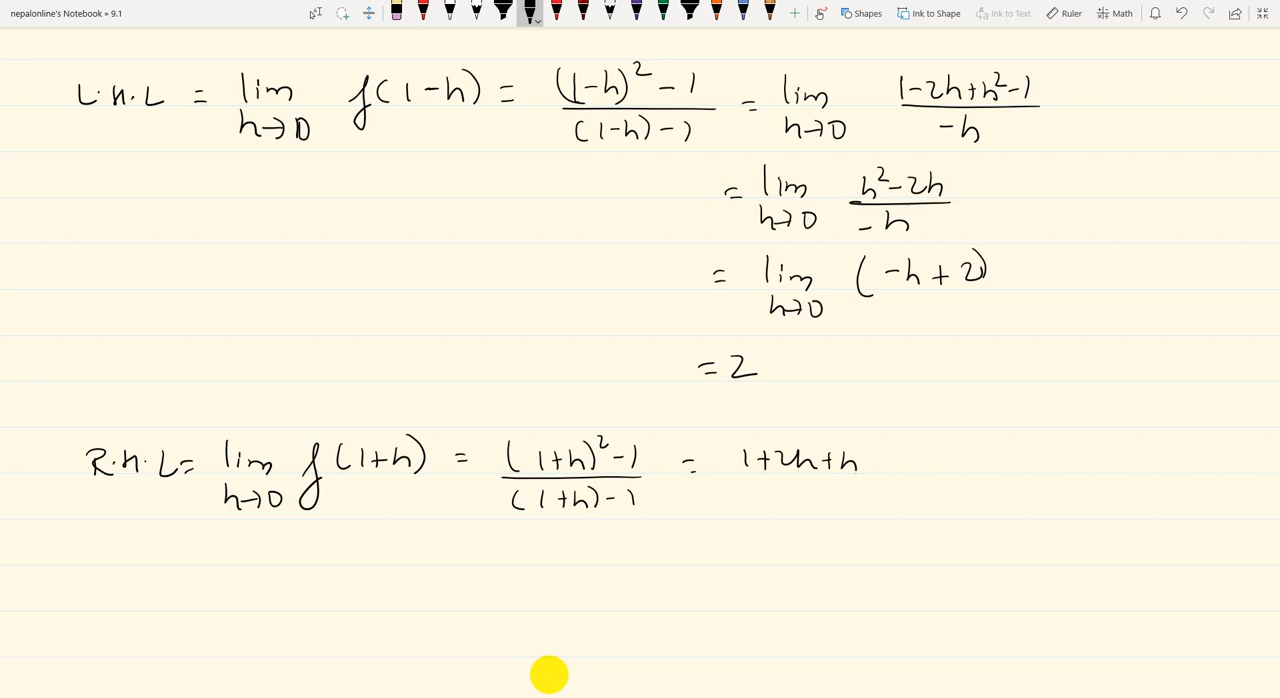 nepalonline's Notebook » 9.1 Shapes Ink to Shape Ink to Text Ruler Math
L.H.L = lim h→0 f(1-h) = ((1-h)² - 1)/((1-h) - 1) = lim h→0 (1-2h+h²-1)/(-h)
= lim h→0 (h²-2h)/(-h)
= lim h→0 (-h+2)
= 2
R.H.L = lim h→0 f(1+h) = ((1+h)² - 1)/((1+h) - 1) = 1+2h+h